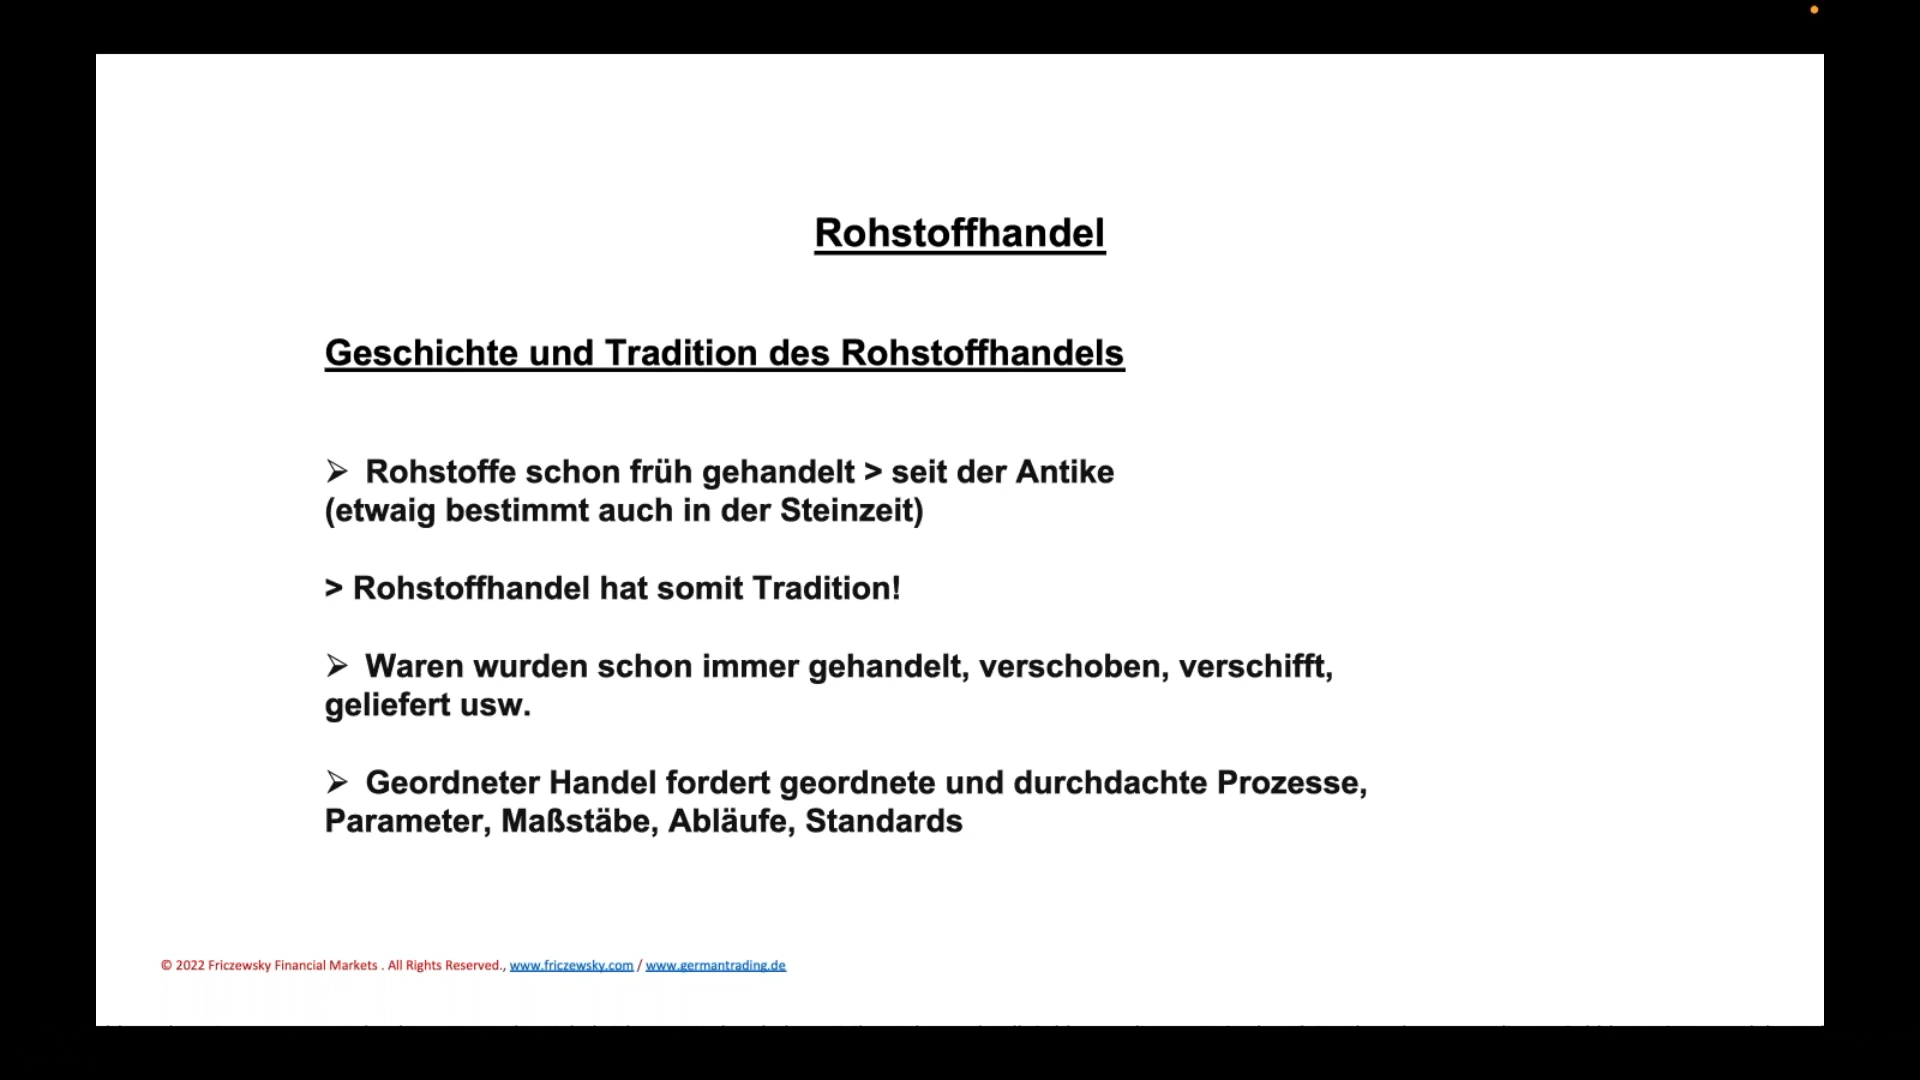 Rohstoffhandel
Geschichte und Tradition des Rohstoffhandels
➢ Rohstoffe schon früh gehandelt > seit der Antike
(etwaig bestimmt auch in der Steinzeit)
> Rohstoffhandel hat somit Tradition!
➢ Waren wurden schon immer gehandelt, verschoben, verschifft,
geliefert usw.
➢ Geordneter Handel fordert geordnete und durchdachte Prozesse,
Parameter, Maßstäbe, Abläufe, Standards
© 2022 Friczewsky Financial Markets . All Rights Reserved., www.friczewsky.com / www.germantrading.de